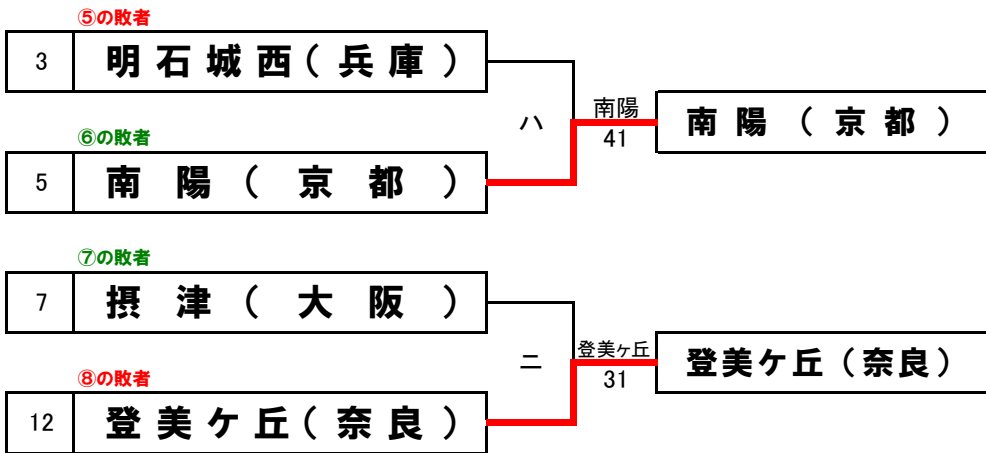 ⑤の敗者
3 明石城西(兵庫)
ハ
南陽
41
南陽(京都)
⑥の敗者
5 南陽(京都)
⑦の敗者
7 摂津(大阪)
ニ
登美ヶ丘
31
登美ケ丘(奈良)
⑧の敗者
12 登美ケ丘(奈良)